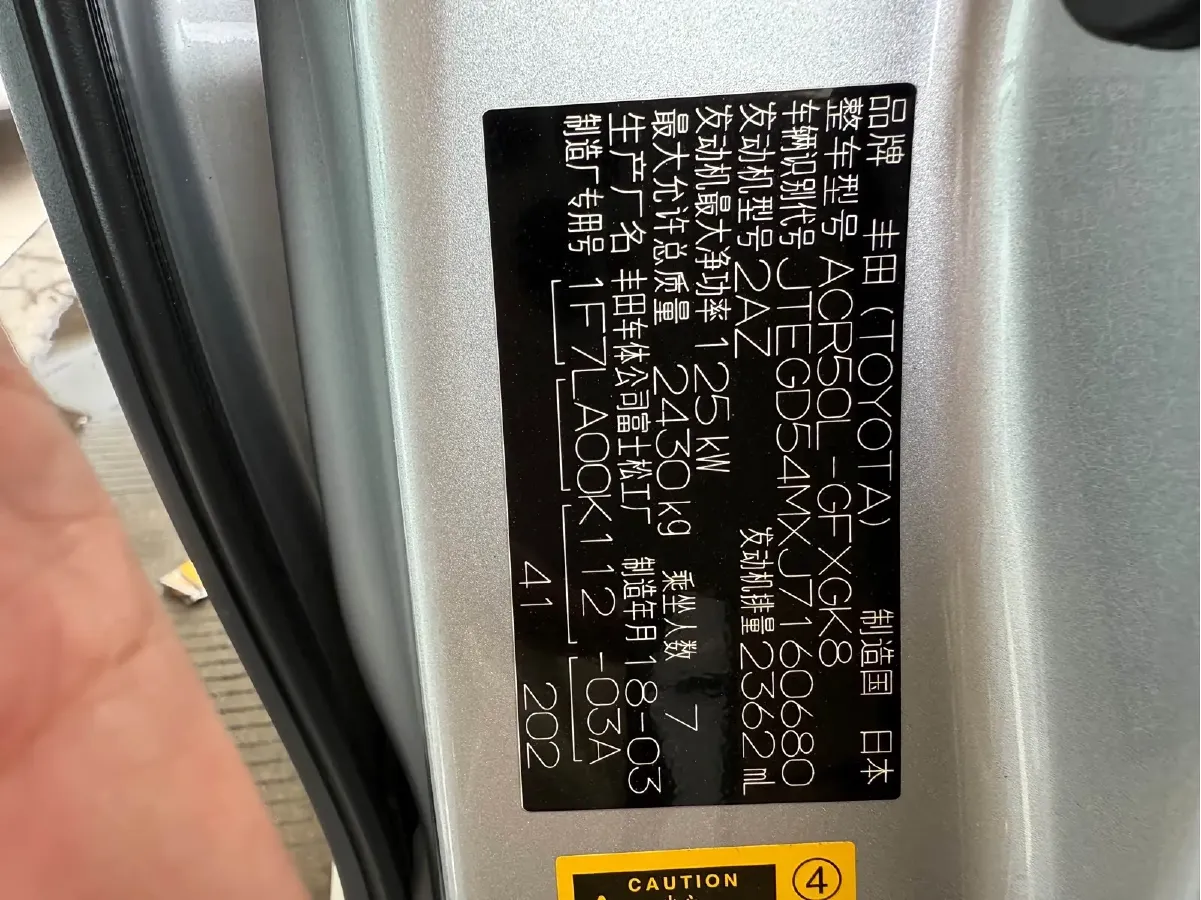 品牌 丰田(TOYOTA) 制造国 日本
整车型号 ACR50L-GFXGK8
车辆识别代号 JTEGD54MXJ7160680
发动机型号 2AZ 发动机排量 2362 mL
发动机最大净功率 125 kW
最大允许总质量 2430 kg 乘坐人数 7
生产厂名 丰田车体公司富士松工厂 制造年月 18-03
制造厂专用号 1F7LA00K112-03A
41 202
CAUTION
4